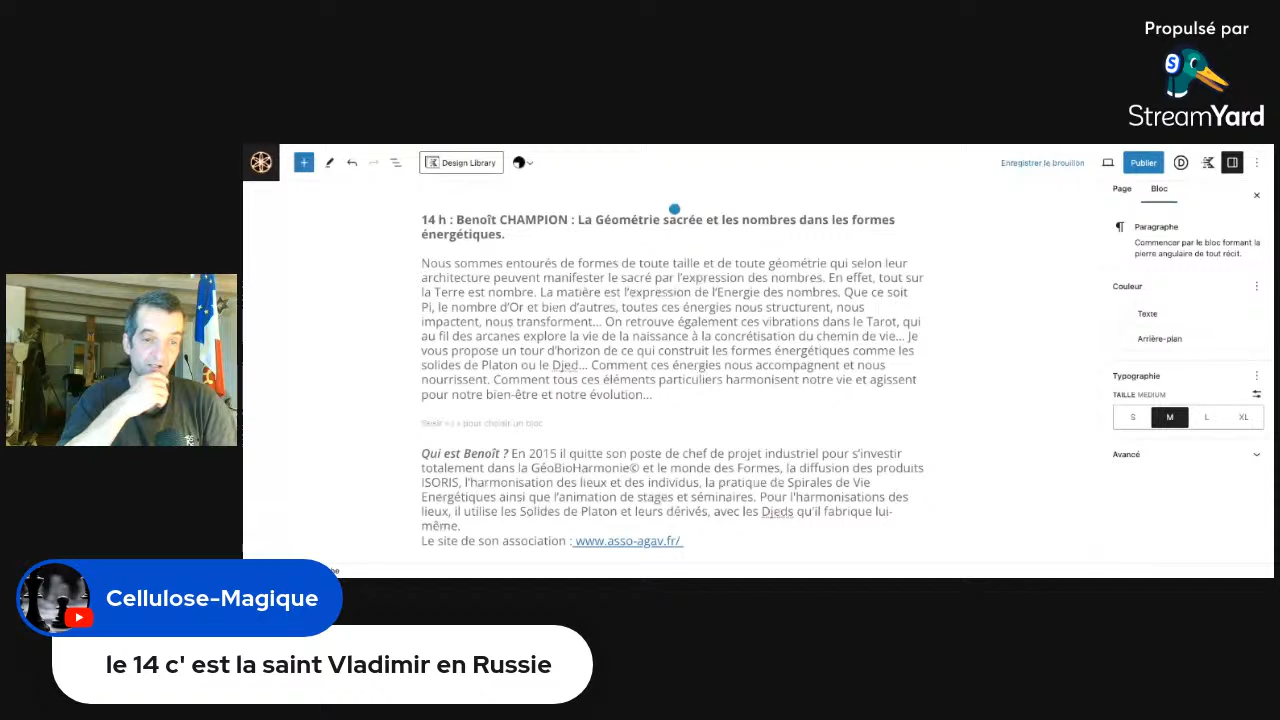 Propulsé par
StreamYard
Design Library
Enregistrer le brouillon
Publier
Page
Bloc
Paragraphe
Commencer par le bloc formant la
pierre angulaire de tout récit.
Couleur
Texte
Arrière-plan
Typographie
TAILLE MEDIUM
S M L XL
Avancé
14 h : Benoît CHAMPION : La Géométrie sacrée et les nombres dans les formes
énergétiques.
Nous sommes entourés de formes de toute taille et de toute géométrie qui selon leur
architecture peuvent manifester le sacré par l'expression des nombres. En effet, tout sur
la Terre est nombre. La matière est l'expression de l'Energie des nombres. Que ce soit
Pi, le nombre d'Or et bien d'autres, toutes ces énergies nous structurent, nous
impactent, nous transforment... On retrouve également ces vibrations dans le Tarot, qui
au fil des arcanes explore la vie de la naissance à la concrétisation du chemin de vie... Je
vous propose un tour d'horizon de ce qui construit les formes énergétiques comme les
solides de Platon ou le Djed... Comment ces énergies nous accompagnent et nous
nourrissent. Comment tous ces éléments particuliers harmonisent notre vie et agissent
pour notre bien-être et notre évolution...
pour choisir un bloc
Qui est Benoît ? En 2015 il quitte son poste de chef de projet industriel pour s'investir
totalement dans la GéoBioHarmonie© et le monde des Formes, la diffusion des produits
ISORIS, l'harmonisation des lieux et des individus, la pratique de Spirales de Vie
Energétiques ainsi que l'animation de stages et séminaires. Pour l'harmonisations des
lieux, il utilise les Solides de Platon et leurs dérivés, avec les Djeds qu'il fabrique lui-
même.
Le site de son association : www.asso-agav.fr/
Cellulose-Magique
le 14 c' est la saint Vladimir en Russie